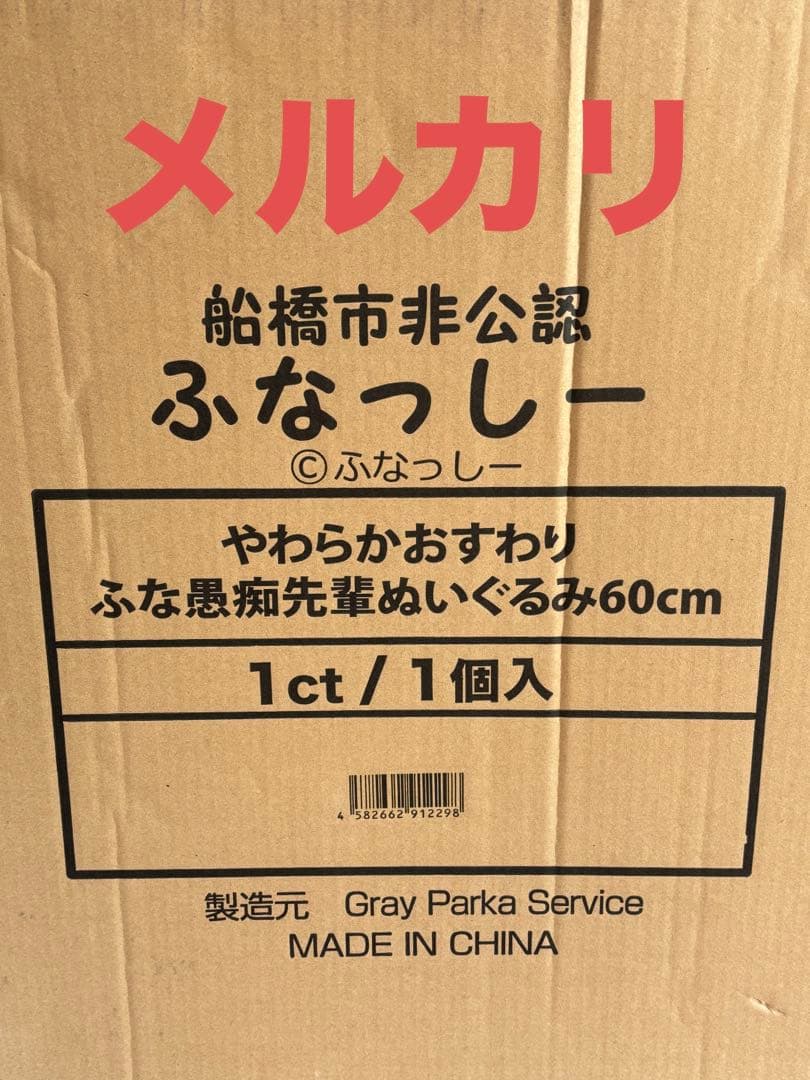 メルカリ
船橋市非公認
ふなっしー
©ふなっしー
やわらかおすわり
ふな愚痴先輩ぬいぐるみ60cm
1ct / 1個入
4 582662 912298
製造元 Gray Parka Service
MADE IN CHINA